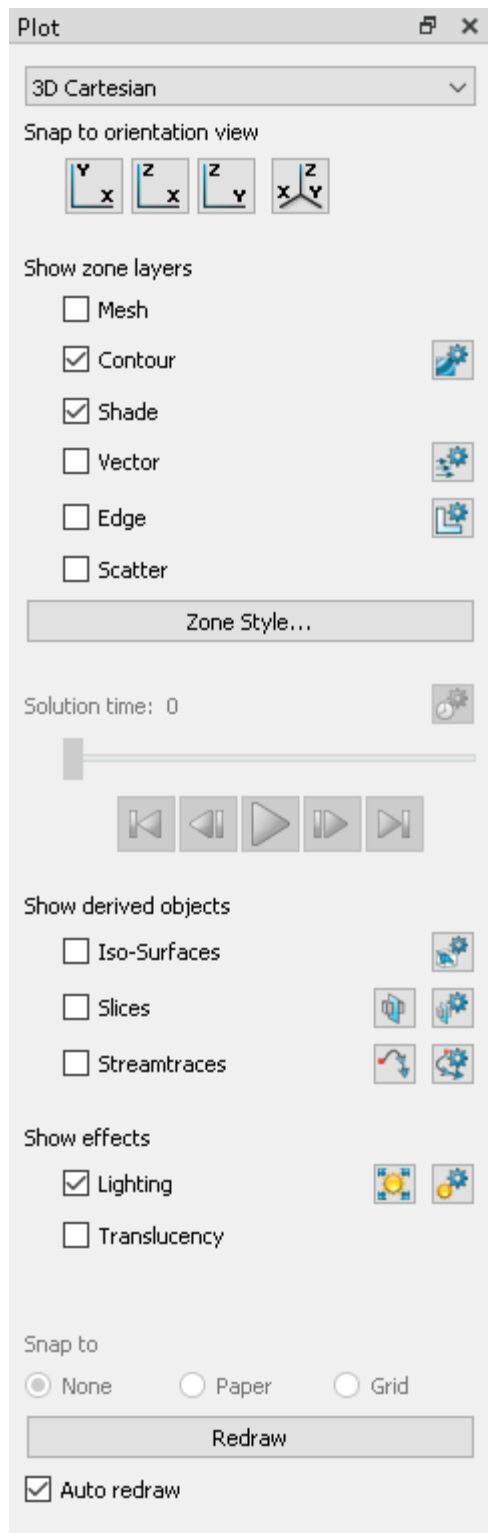 Plot
3D Cartesian
Snap to orientation view
Y X Z X Z Y X Z Y
Show zone layers
Mesh
Contour
Shade
Vector
Edge
Scatter
Zone Style...
Solution time: 0
Show derived objects
Iso-Surfaces
Slices
Streamtraces
Show effects
Lighting
Translucency
Snap to
None Paper Grid
Redraw
Auto redraw